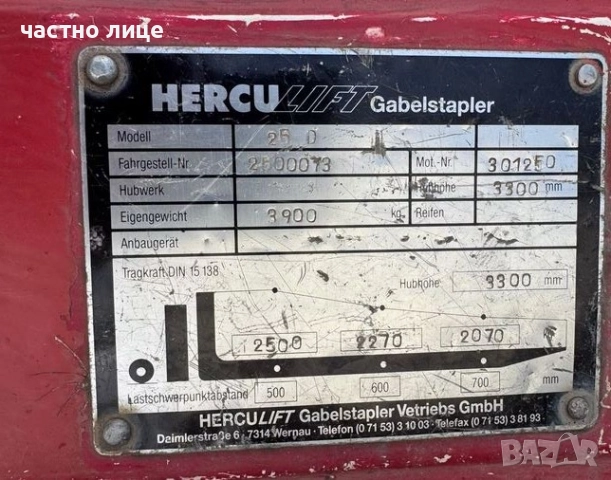 частно лице
HERCULIFT Gabelstapler
Modell 25 D
Fahrgestell-Nr. 2500073 Mot.-Nr. 301250
Hubwerk Hubhöhe 3300 mm
Eigengewicht 3900 kg Reifen
Anbaugerät
Tragkraft DIN 15 138 Hubhöhe 3300 mm
2500 2270 2070
Lastschwerpunktabstand 500 600 700 mm
HERCULIFT Gabelstapler Vetriebs GmbH
Daimlerstraße 6 · 7314 Wernau - Telefon (0 71 53) 3 10 03 - Telefax (0 71 53) 3 81 93
BAZAR